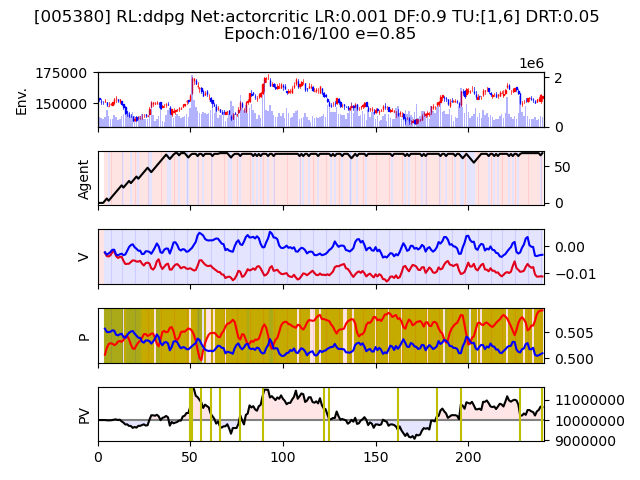 [005380] RL:ddpg Net:actorcritic LR:0.001 DF:0.9 TU:[1,6] DRT:0.05
Epoch:016/100 e=0.85
1e6
175000
150000
Env.
2
0
Agent
50
0
V
0.00
−0.01
P
0.505
0.500
PV
11000000
10000000
9000000
0 50 100 150 200